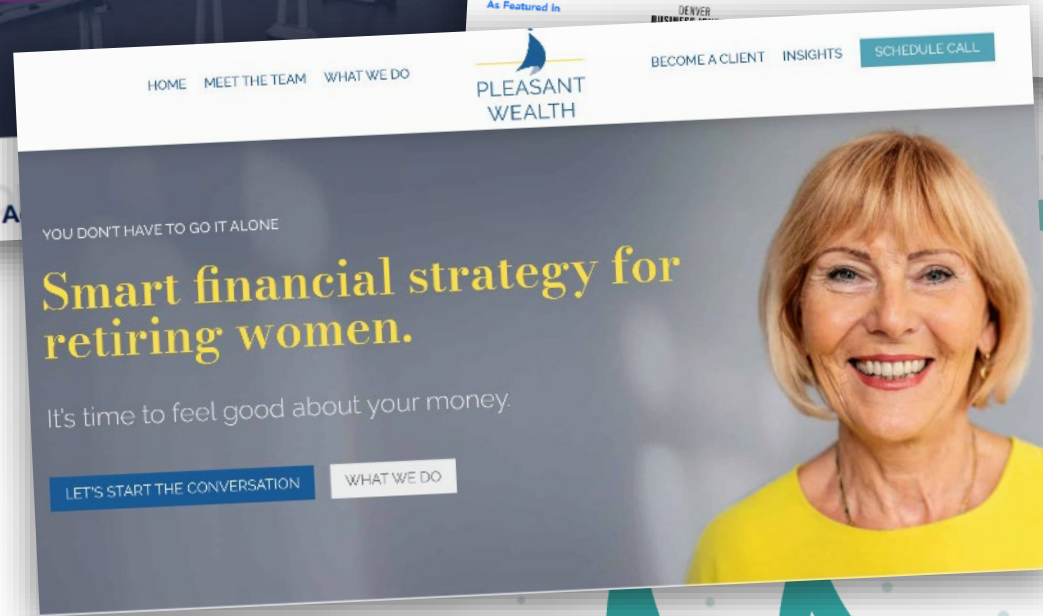 As Featured in
DENVER
HOME MEET THE TEAM WHAT WE DO
PLEASANT
WEALTH
BECOME A CLIENT INSIGHTS SCHEDULE CALL
YOU DON'T HAVE TO GO IT ALONE
Smart financial strategy for
retiring women.
It's time to feel good about your money.
LET'S START THE CONVERSATION WHAT WE DO